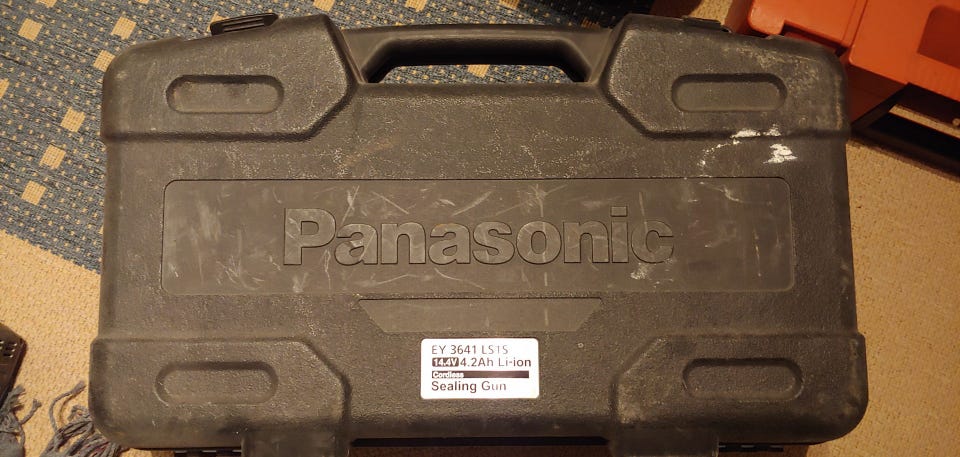 Panasonic
EY 3641 LS1S
14.4V 4.2Ah Li-ion
Cordless
Sealing Gun